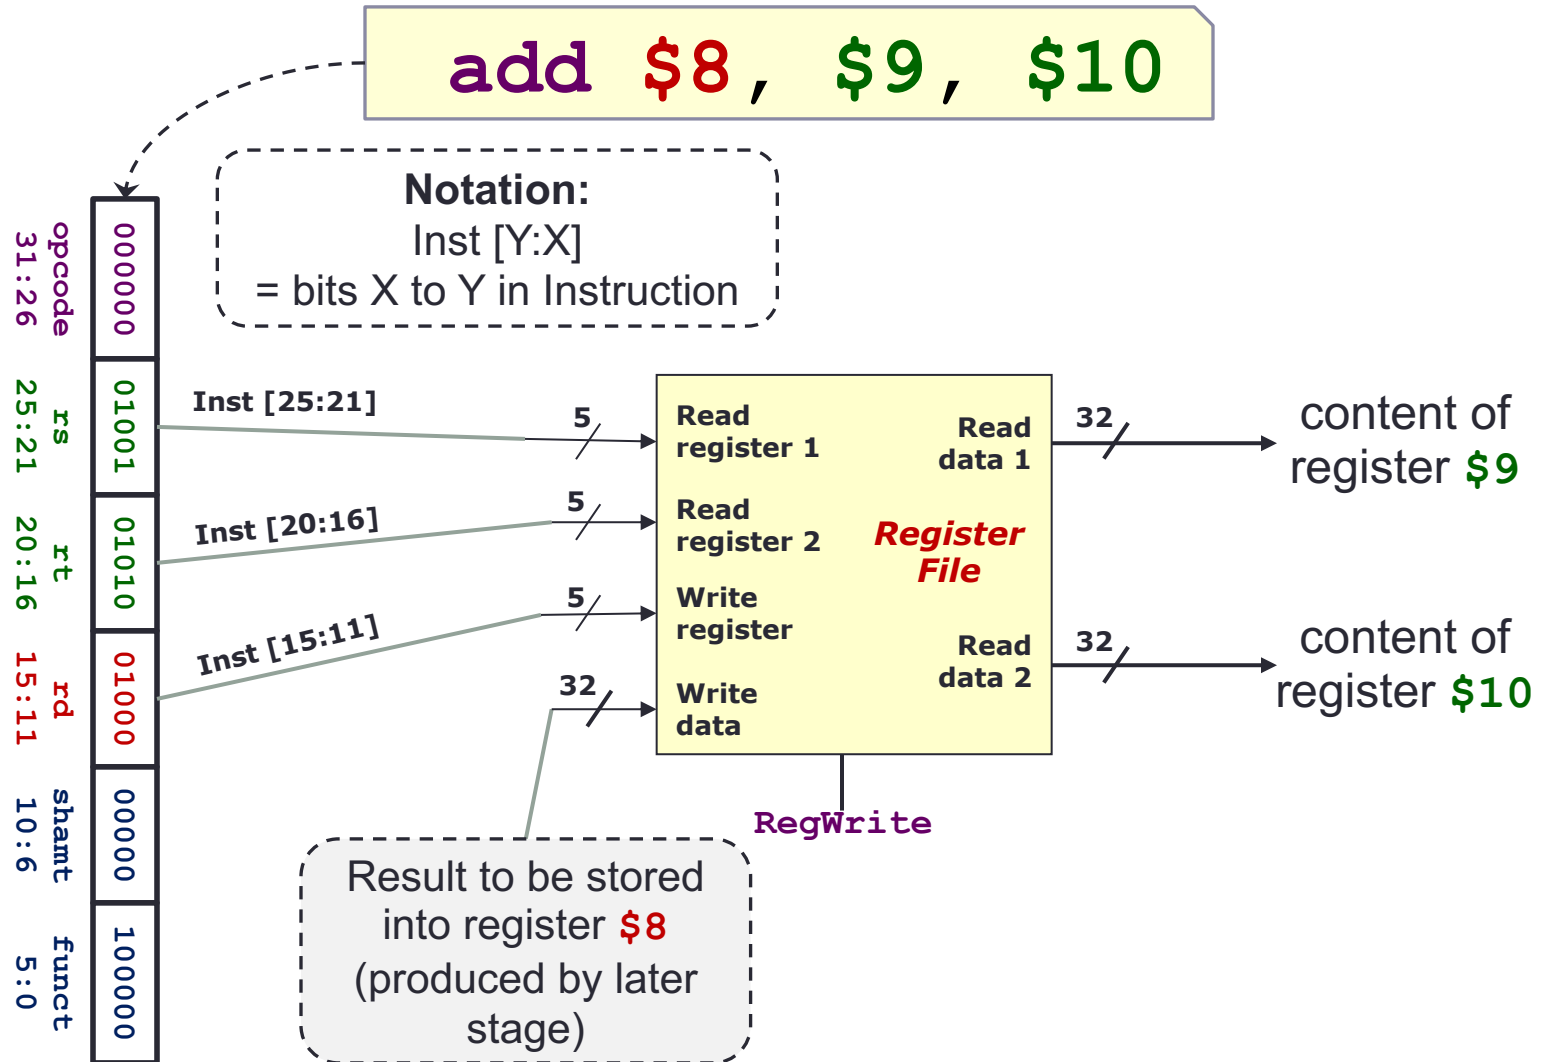 add $8, $9, $10
Notation:
Inst [Y:X]
= bits X to Y in Instruction
opcode
31:26
000000
rs
25:21
01001
rt
20:16
01010
rd
15:11
01000
shamt
10:6
00000
funct
5:0
100000
Inst [25:21]
5
Inst [20:16]
5
Inst [15:11]
5
32
Read
register 1
Read
register 2
Write
register
Write
data
Register
File
Read
data 1
Read
data 2
32
content of
register $9
32
content of
register $10
RegWrite
Result to be stored
into register $8
(produced by later
stage)